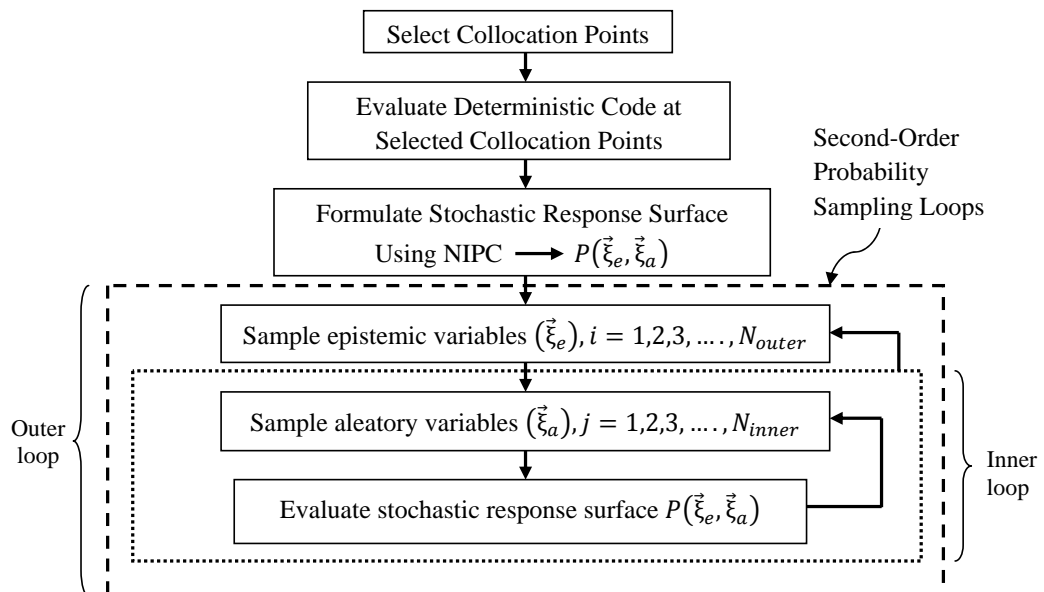 Select Collocation Points
Evaluate Deterministic Code at
Selected Collocation Points
Second-Order
Probability
Sampling Loops
Formulate Stochastic Response Surface
Using NIPC → P(ξ⃗ₑ, ξ⃗ₐ)
Sample epistemic variables (ξ⃗ₑ), i = 1,2,3, … . , N_outer
Sample aleatory variables (ξ⃗ₐ), j = 1,2,3, … . , N_inner
Outer
loop
Inner
loop
Evaluate stochastic response surface P(ξ⃗ₑ, ξ⃗ₐ)